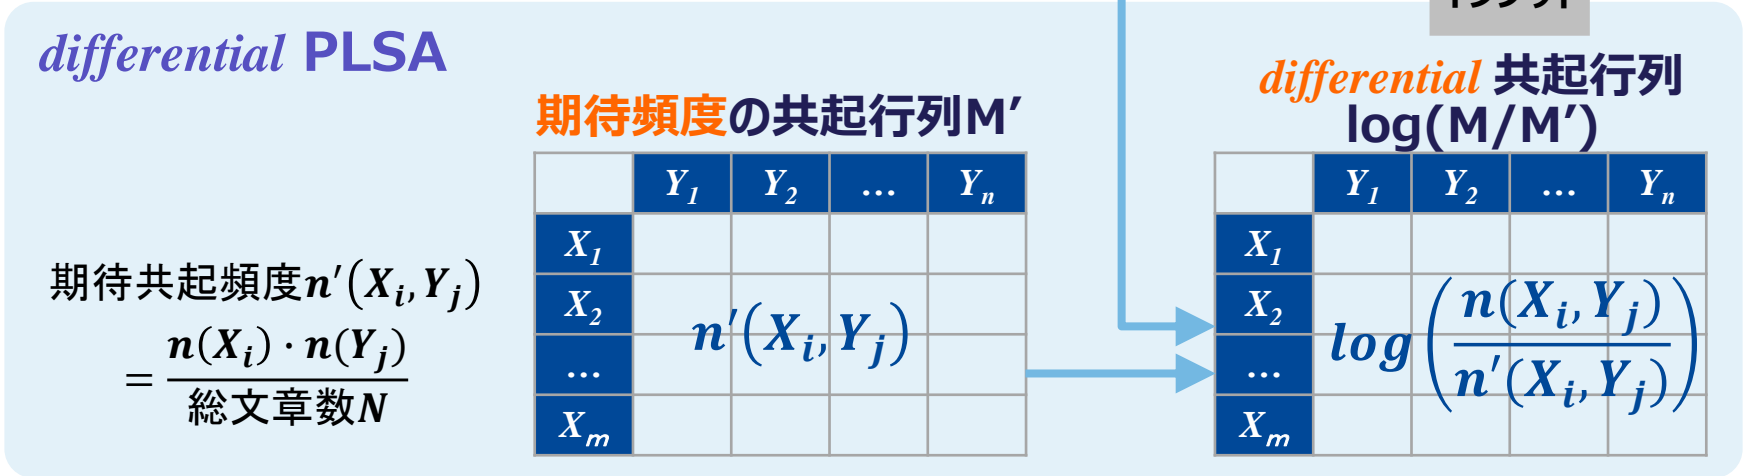 differential PLSA
期待頻度の共起行列M′
differential 共起行列
log(M/M′)
期待共起頻度n′(Xᵢ, Yⱼ)
= n(Xᵢ)・n(Yⱼ)
総文章数N
Y₁ Y₂ … Yₙ
X₁
X₂
…
Xₘ
n′(Xᵢ, Yⱼ)
Y₁ Y₂ … Yₙ
X₁
X₂
…
Xₘ
log(n(Xᵢ, Yⱼ)
n′(Xᵢ, Yⱼ))